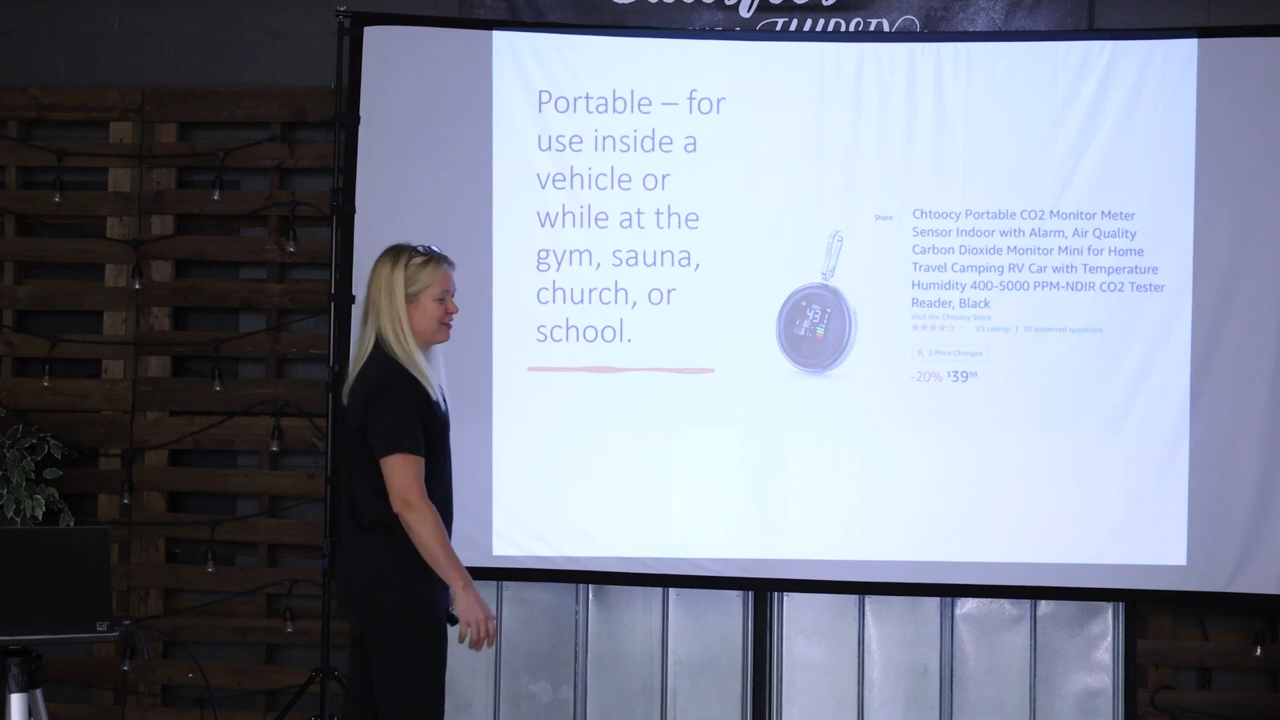 THIRSTY
Portable – for
use inside a
vehicle or
while at the
gym, sauna,
church, or
school.
Share
Chtoocy Portable CO2 Monitor Meter
Sensor Indoor with Alarm, Air Quality
Carbon Dioxide Monitor Mini for Home
Travel Camping RV Car with Temperature
Humidity 400-5000 PPM-NDIR CO2 Tester
Reader, Black
Visit the Chtoocy Store
25 ratings | 10 answered questions
2 Price Changes
-20% $3999
431